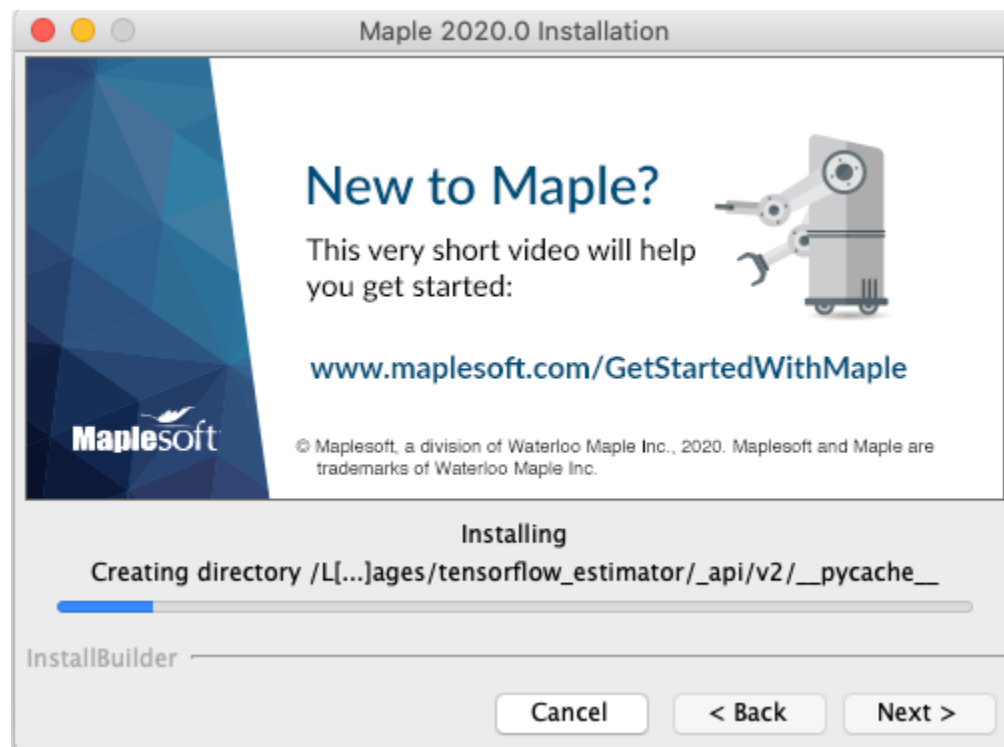 Maple 2020.0 Installation
New to Maple?
This very short video will help
you get started:
www.maplesoft.com/GetStartedWithMaple
Maplesoft
© Maplesoft, a division of Waterloo Maple Inc., 2020. Maplesoft and Maple are
trademarks of Waterloo Maple Inc.
Installing
Creating directory /L[...]ages/tensorflow_estimator/_api/v2/__pycache__
InstallBuilder
Cancel
< Back
Next >